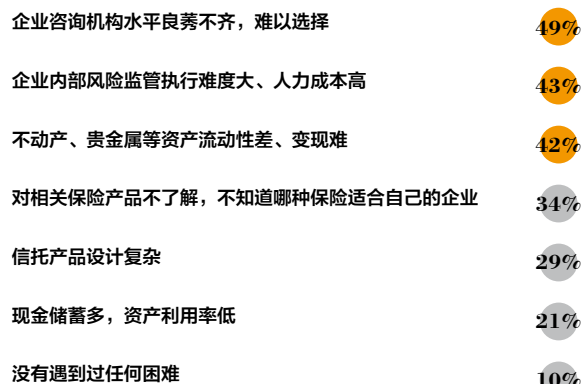 企业咨询机构水平良莠不齐，难以选择 49%
企业内部风险监管执行难度大、人力成本高 43%
不动产、贵金属等资产流动性差、变现难 42%
对相关保险产品不了解，不知道哪种保险适合自己的企业 34%
信托产品设计复杂 29%
现金储蓄多，资产利用率低 21%
没有遇到过任何困难 10%